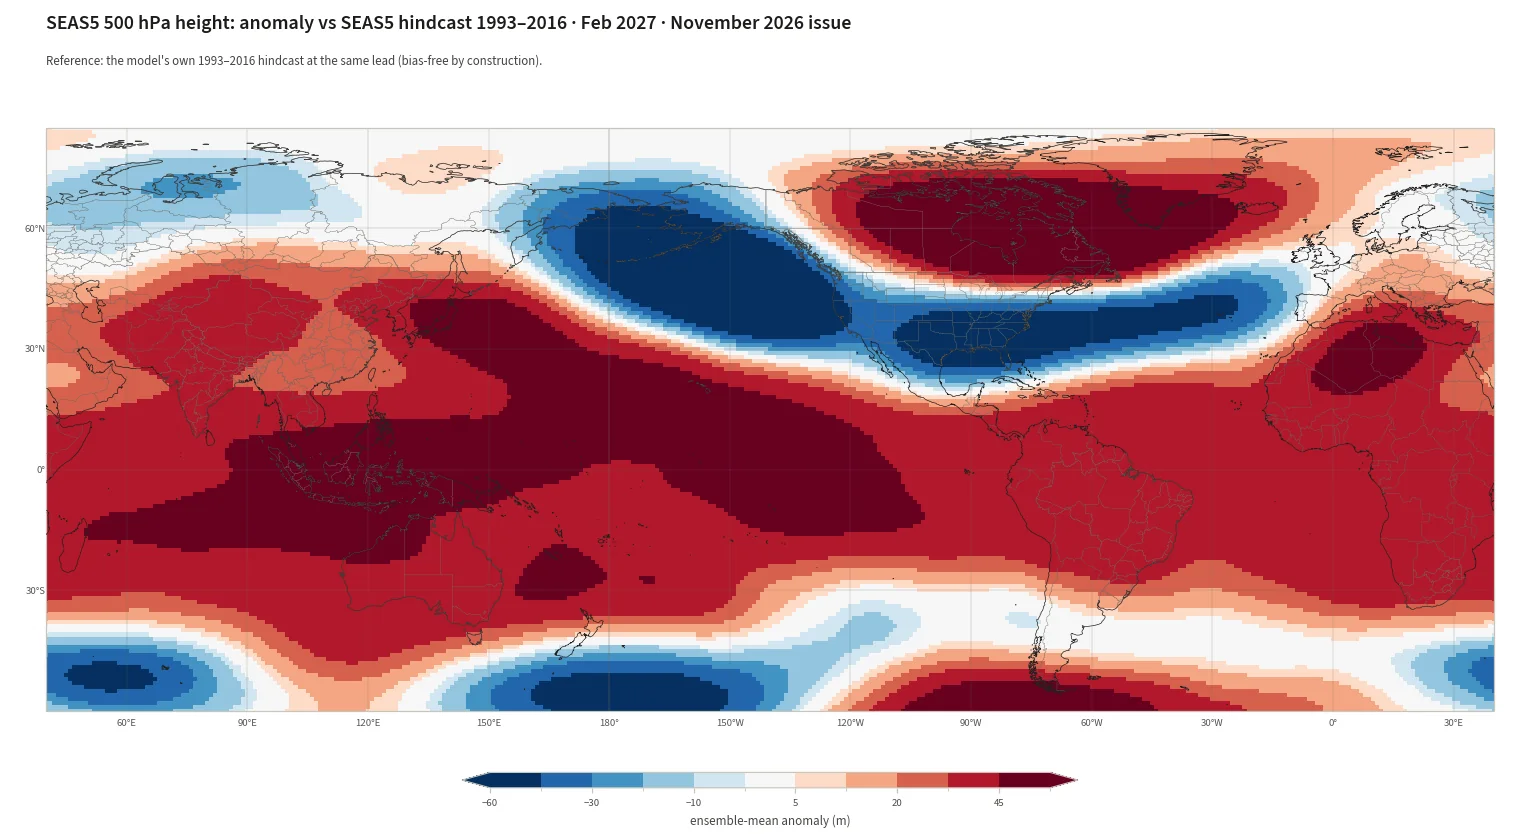 SEAS5 500 hPa height: anomaly vs SEAS5 hindcast 1993–2016 · Feb 2027 · November 2026 issue
Reference: the model's own 1993–2016 hindcast at the same lead (bias-free by construction).
60°N
30°N
0°
30°S
60°E 90°E 120°E 150°E 180° 150°W 120°W 90°W 60°W 30°W 0° 30°E
−60 −30 −10 5 20 45
ensemble-mean anomaly (m)